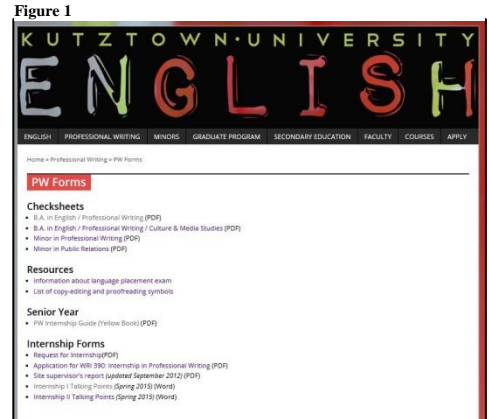 Figure 1
KUTZTOWN·UNIVERSITY
ENGLISH
ENGLISH PROFESSIONAL WRITING MINORS GRADUATE PROGRAM SECONDARY EDUCATION FACULTY COURSES APPLY
Home » Professional Writing » PW Forms
PW Forms
Checksheets
• B.A. in English / Professional Writing (PDF)
• B.A. in English / Professional Writing / Culture & Media Studies (PDF)
• Minor in Professional Writing (PDF)
• Minor in Public Relations (PDF)
Resources
• Information about language placement exam
• List of copy-editing and proofreading symbols
Senior Year
• PW Internship Guide (Yellow Book) (PDF)
Internship Forms
• Request for Internship(PDF)
• Application for WRI 390: Internship in Professional Writing (PDF)
• Site supervisor's report (updated September 2012) (PDF)
• Internship I Talking Points (Spring 2015) (Word)
• Internship II Talking Points (Spring 2015) (Word)